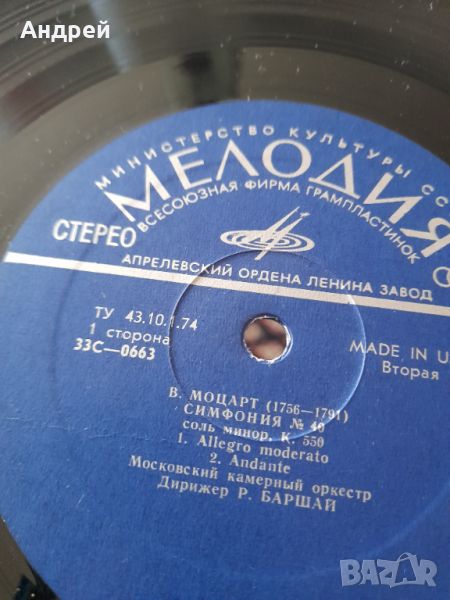 Андрей
МИНИСТЕРСТВО КУЛЬТУРЫ СС
МЕЛОДИЯ
ВСЕСОЮЗНАЯ ФИРМА ГРАМПЛАСТИНОК
СТЕРЕО
АПРЕЛЕВСКИЙ ОРДЕНА ЛЕНИНА ЗАВОД
ТУ 43.10.1.74
1 сторона
33С—0663
MADE IN U
Вторая
В. МОЦАРТ (1756—1791)
СИМФОНИЯ № 40
соль минор, К. 550
1. Allegro moderato
2. Andante
Московский камерный оркестр
Дирижер Р. БАРШАЙ
BAZAR